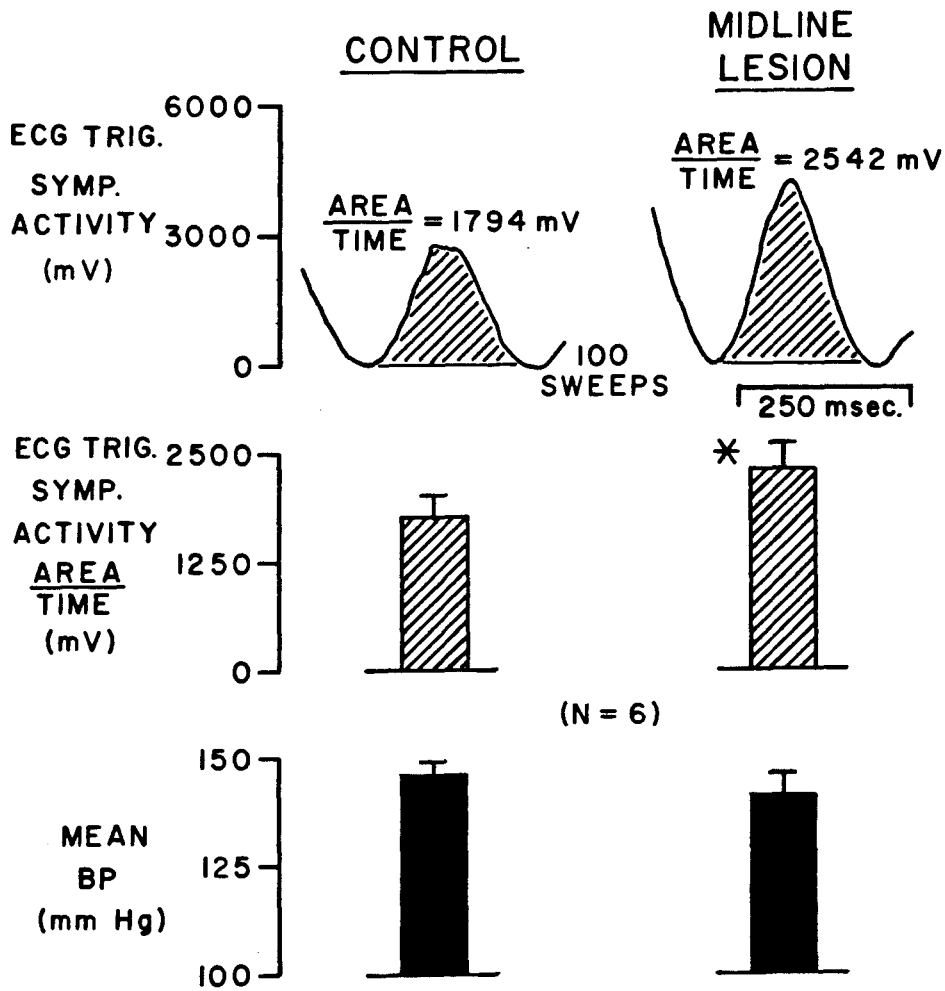 CONTROL
MIDLINE
LESION
ECG TRIG.
SYMP.
ACTIVITY
(mV)
6000
3000
0
AREA
TIME
= 1794 mV
AREA
TIME
= 2542 mV
100
SWEEPS
250 msec.
ECG TRIG.
SYMP.
ACTIVITY
AREA
TIME
(mV)
2500
1250
0
*
(N = 6)
MEAN
BP
(mm Hg)
150
125
100